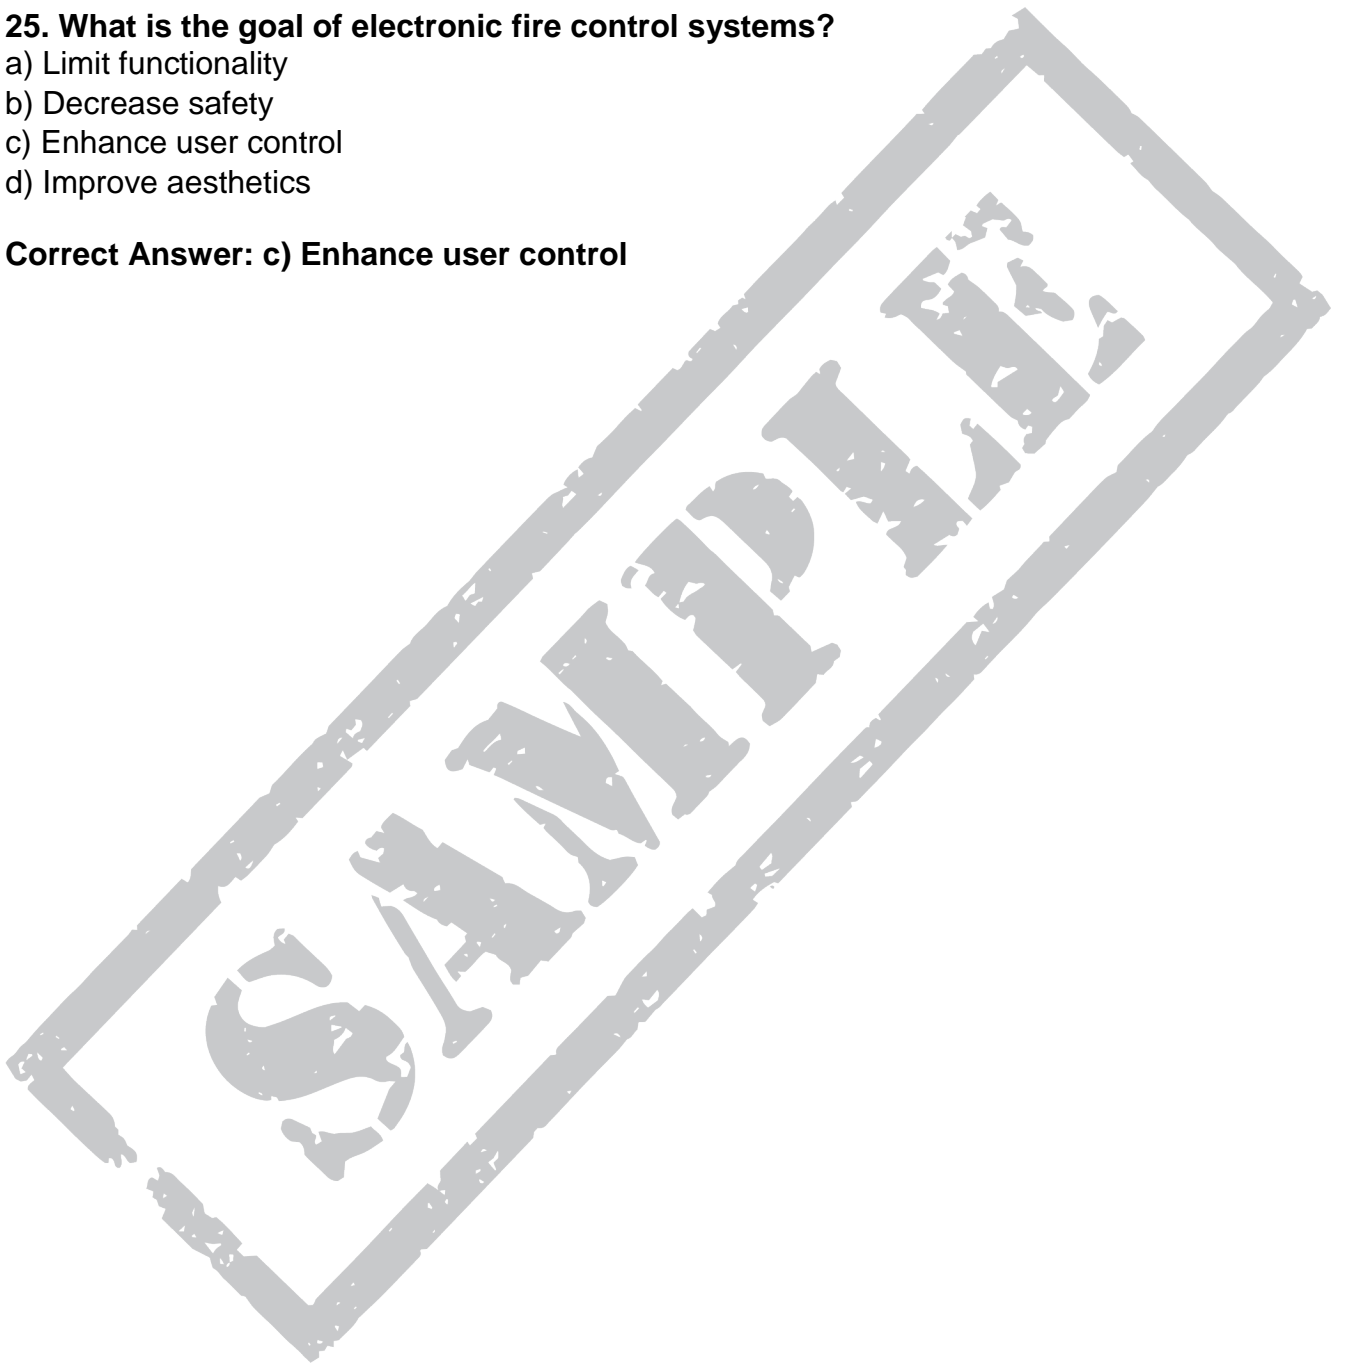 25. What is the goal of electronic fire control systems?
a) Limit functionality
b) Decrease safety
c) Enhance user control
d) Improve aesthetics
Correct Answer: c) Enhance user control
SAMPLE